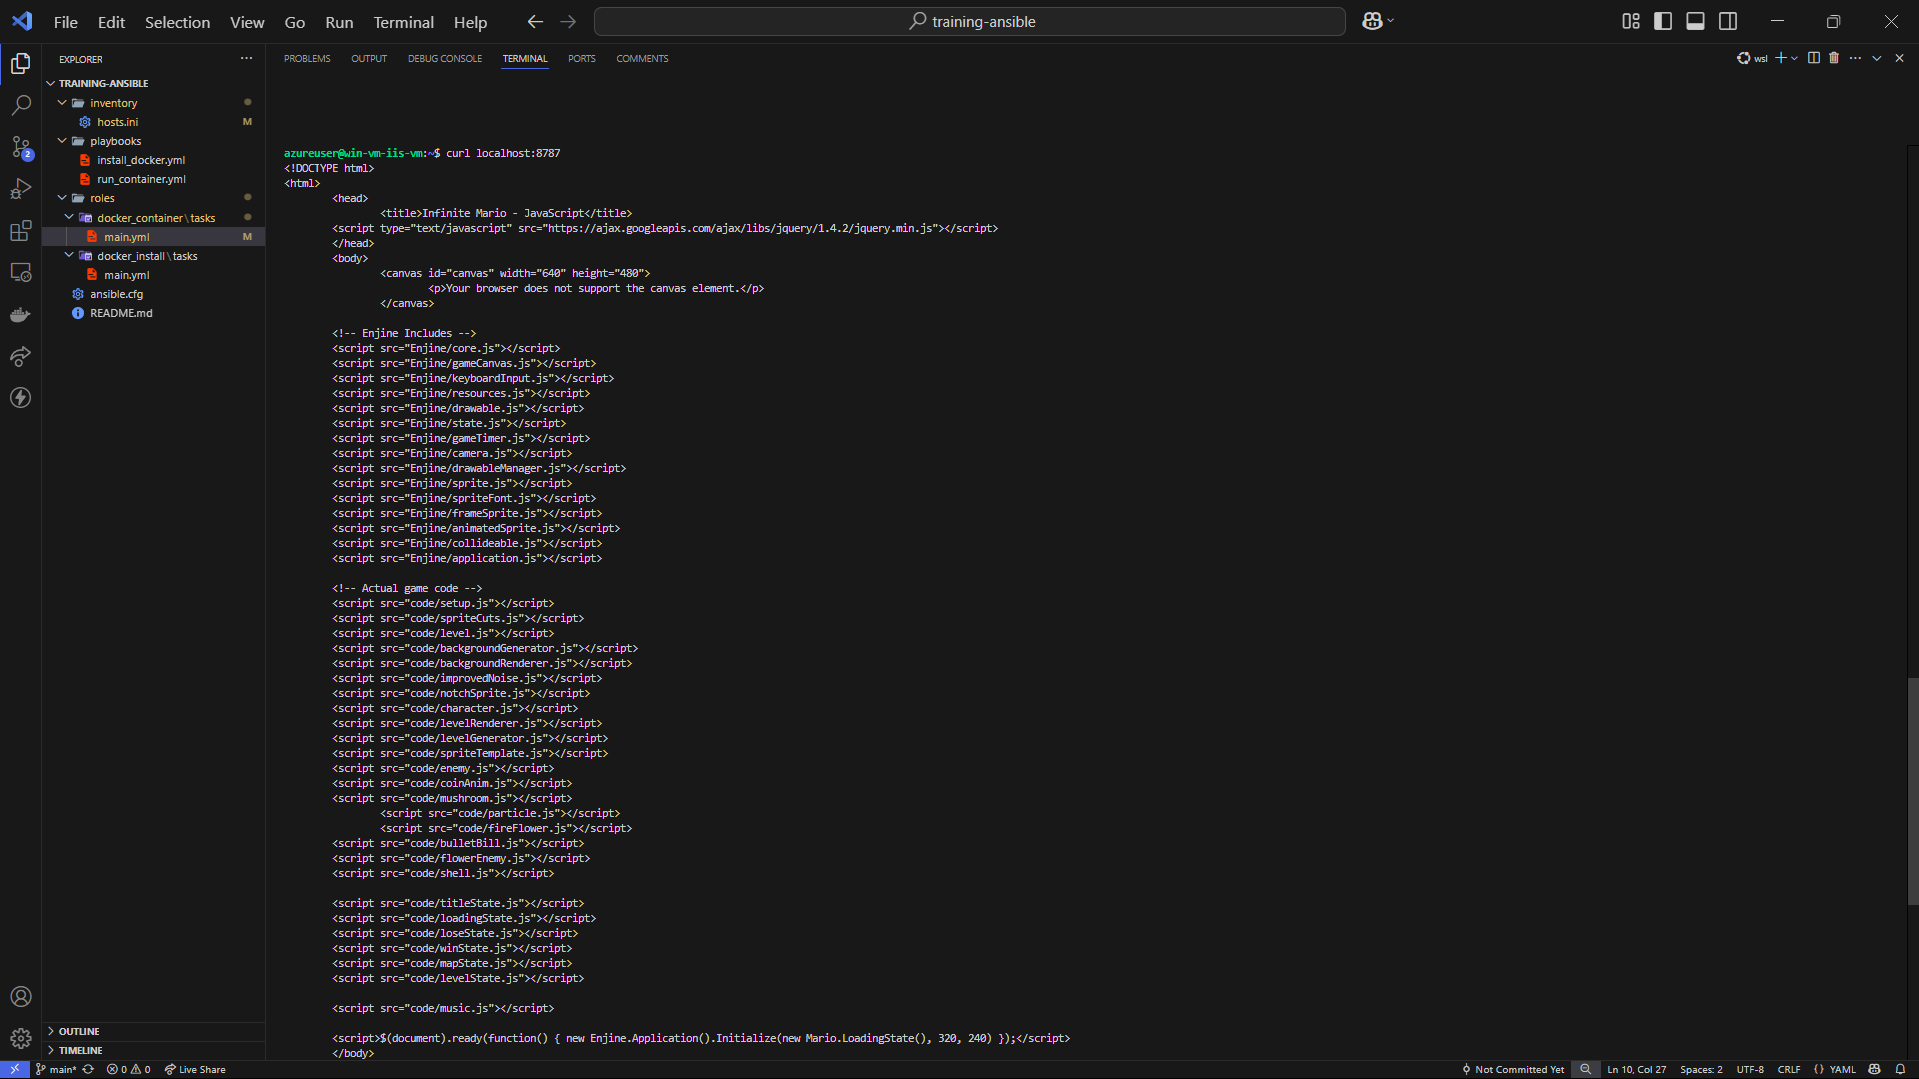 File Edit Selection View Go Run Terminal Help
training-ansible
EXPLORER
TRAINING-ANSIBLE
inventory
hosts.ini M
playbooks
install_docker.yml
run_container.yml
roles
docker_container\tasks
main.yml M
docker_install\tasks
main.yml
ansible.cfg
README.md
OUTLINE
TIMELINE
2
PROBLEMS OUTPUT DEBUG CONSOLE TERMINAL PORTS COMMENTS
wsl
azureuser@win-vm-iis-vm:~$ curl localhost:8787
<!DOCTYPE html>
<html>
<head>
<title>Infinite Mario - JavaScript</title>
<script type="text/javascript" src="https://ajax.googleapis.com/ajax/libs/jquery/1.4.2/jquery.min.js"></script>
</head>
<body>
<canvas id="canvas" width="640" height="480">
<p>Your browser does not support the canvas element.</p>
</canvas>
<!-- Enjine Includes -->
<script src="Enjine/core.js"></script>
<script src="Enjine/gameCanvas.js"></script>
<script src="Enjine/keyboardInput.js"></script>
<script src="Enjine/resources.js"></script>
<script src="Enjine/drawable.js"></script>
<script src="Enjine/state.js"></script>
<script src="Enjine/gameTimer.js"></script>
<script src="Enjine/camera.js"></script>
<script src="Enjine/drawableManager.js"></script>
<script src="Enjine/sprite.js"></script>
<script src="Enjine/spriteFont.js"></script>
<script src="Enjine/frameSprite.js"></script>
<script src="Enjine/animatedSprite.js"></script>
<script src="Enjine/collideable.js"></script>
<script src="Enjine/application.js"></script>
<!-- Actual game code -->
<script src="code/setup.js"></script>
<script src="code/spriteCuts.js"></script>
<script src="code/level.js"></script>
<script src="code/backgroundGenerator.js"></script>
<script src="code/backgroundRenderer.js"></script>
<script src="code/improvedNoise.js"></script>
<script src="code/notchSprite.js"></script>
<script src="code/character.js"></script>
<script src="code/levelRenderer.js"></script>
<script src="code/levelGenerator.js"></script>
<script src="code/spriteTemplate.js"></script>
<script src="code/enemy.js"></script>
<script src="code/coinAnim.js"></script>
<script src="code/mushroom.js"></script>
<script src="code/particle.js"></script>
<script src="code/fireFlower.js"></script>
<script src="code/bulletBill.js"></script>
<script src="code/flowerEnemy.js"></script>
<script src="code/shell.js"></script>
<script src="code/titleState.js"></script>
<script src="code/loadingState.js"></script>
<script src="code/loseState.js"></script>
<script src="code/winState.js"></script>
<script src="code/mapState.js"></script>
<script src="code/levelState.js"></script>
<script src="code/music.js"></script>
<script>$(document).ready(function() { new Enjine.Application().Initialize(new Mario.LoadingState(), 320, 240) });</script>
</body>
main* 0 0 Live Share Not Committed Yet Ln 10, Col 27 Spaces: 2 UTF-8 CRLF {} YAML